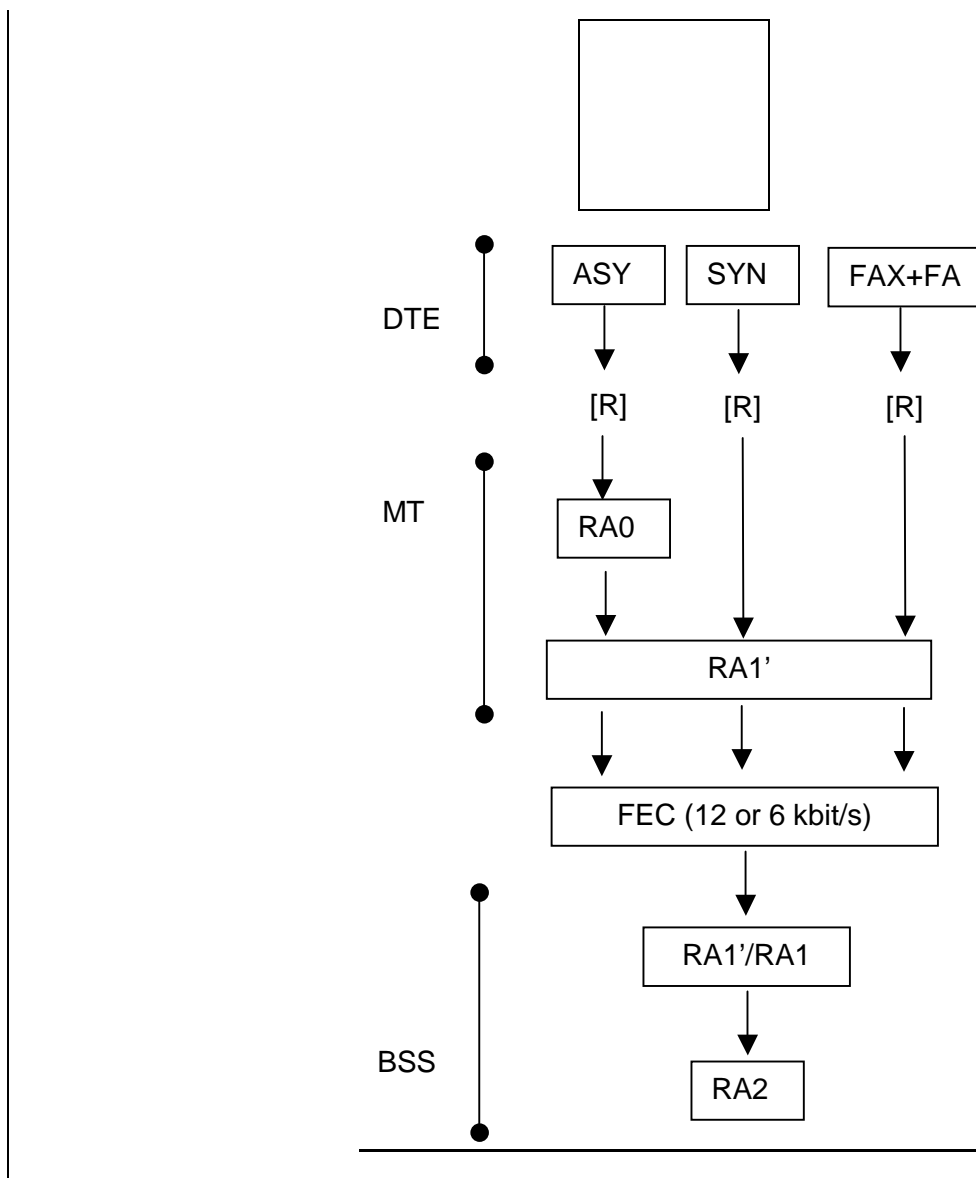 ASY SYN FAX+FA
DTE
[R] [R] [R]
MT
RA0
RA1’
FEC (12 or 6 kbit/s)
RA1’/RA1
BSS
RA2